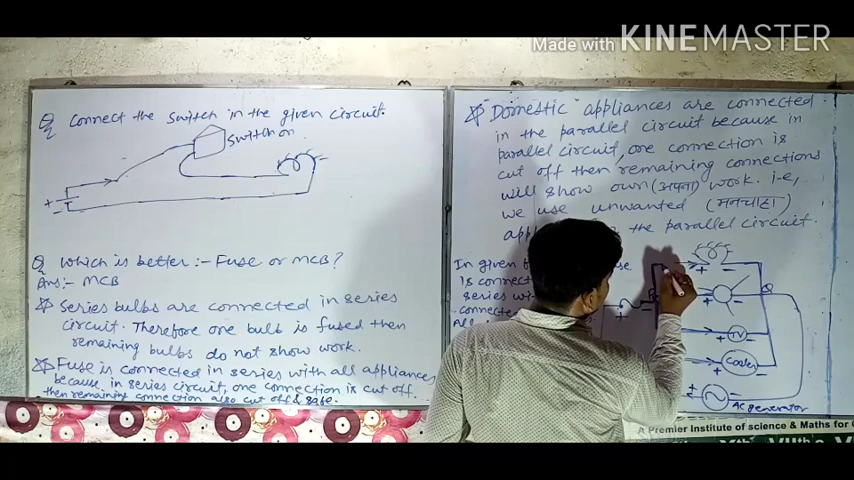 Made with KINEMASTER
Q Connect the switch in the given circuit.
Switch on
+
Q Which is better :- Fuse or MCB?
Ans:- MCB
Series bulbs are connected in series
circuit. Therefore one bulb is fused then
remaining bulbs do not show work.
Fuse is connected in series with all appliances
because in series circuit, one connection is cut off.
then remaining connection also cut off & safe.
"Domestic" appliances are connected
in the parallel circuit because in
parallel circuit, one connection is
cut off then remaining connections
will show own (अपना) work. i.e,
we use unwanted (मनचाहा)
the parallel circuit.
In given
is connec
series wi
connecte
All
+
+
+
TV
+
Cooler
+
+
AC generator
A Premier Institute of science & Maths for